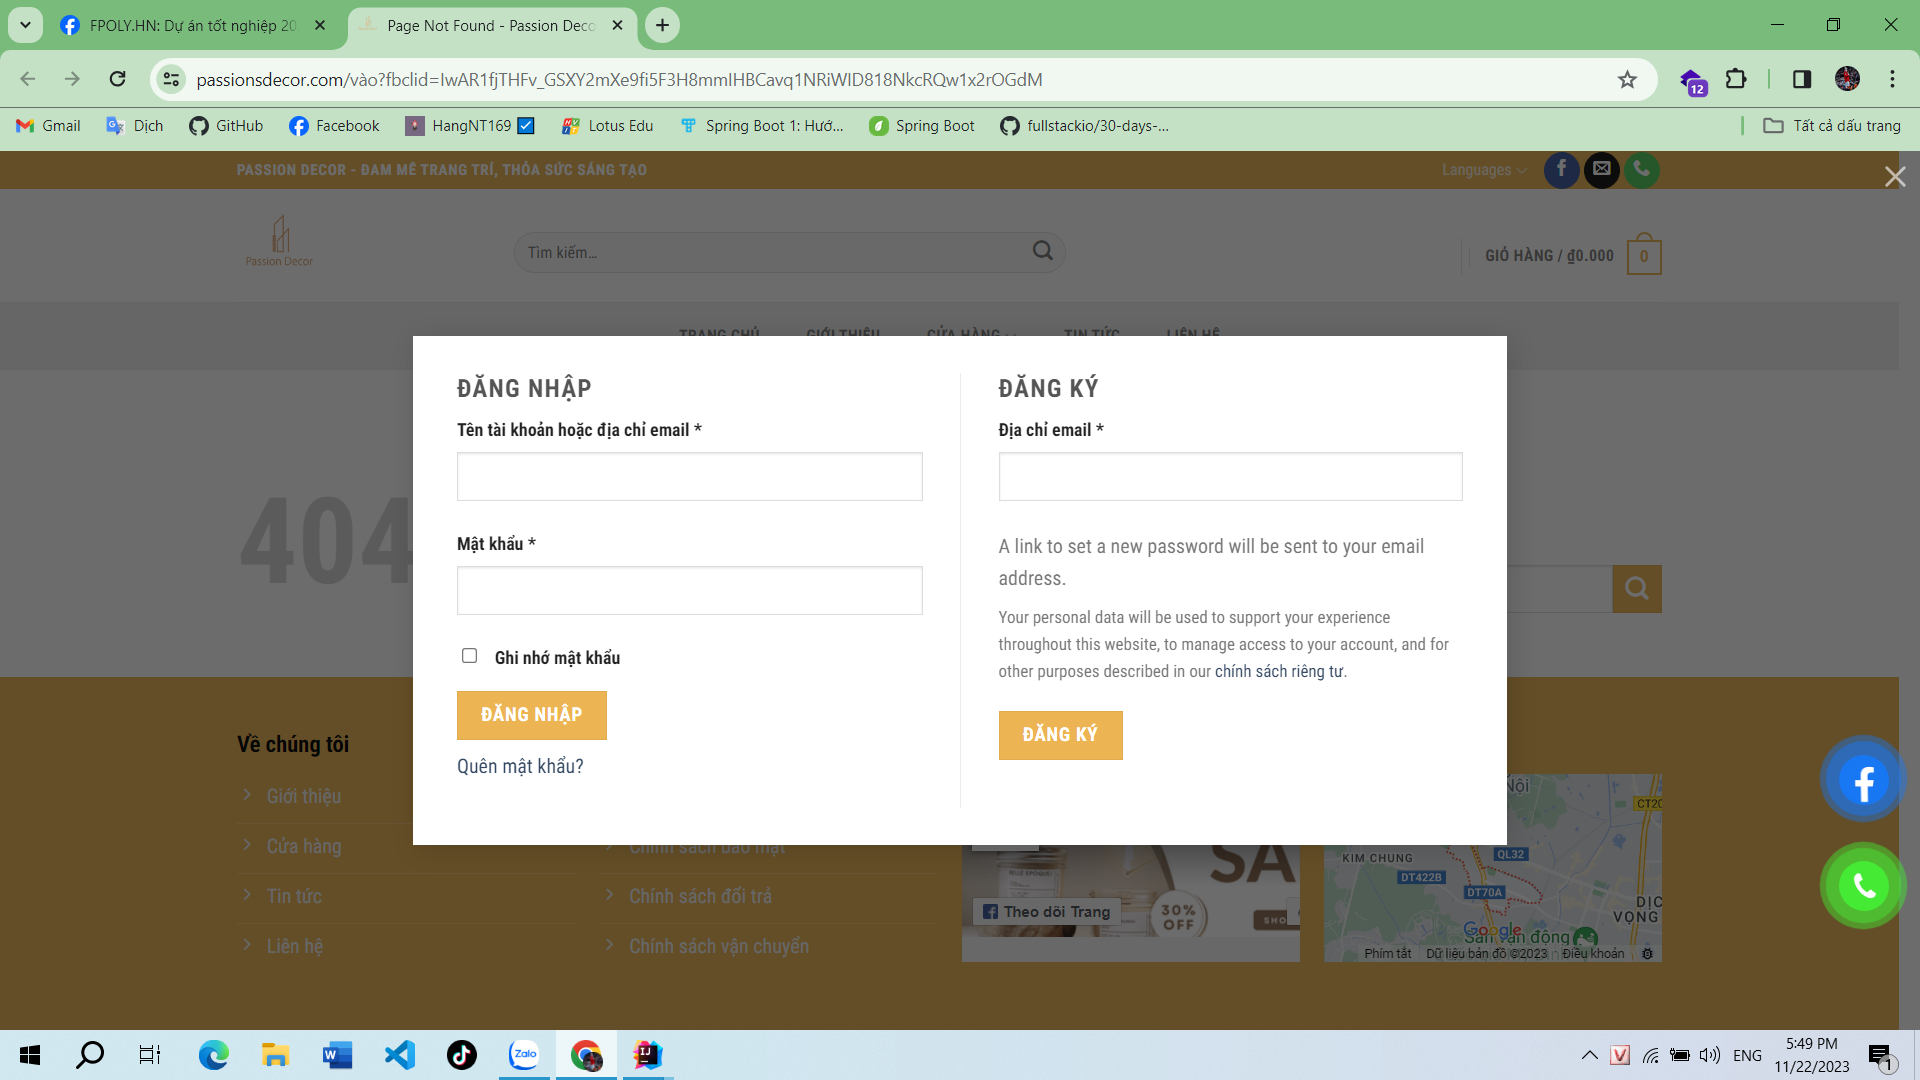 FPOLY.HN: Dự án tốt nghiệp 20
Page Not Found - Passion Deco
passionsdecor.com/vào?fbclid=IwAR1fjTHFv_GSXY2mXe9fi5F3H8mmIHBCavq1NRiWID818NkcRQw1x2rOGdM
12
Gmail
Dịch
GitHub
Facebook
HangNT169
Lotus Edu
Spring Boot 1: Hướ...
Spring Boot
fullstackio/30-days-...
Tất cả dấu trang
PASSION DECOR - ĐAM MÊ TRANG TRÍ, THỎA SỨC SÁNG TẠO
Languages
Passion Decor
Tìm kiếm...
GIỎ HÀNG / ₫0.000
0
TRANG CHỦ
GIỚI THIỆU
CỬA HÀNG
TIN TỨC
LIÊN HỆ
404
ĐĂNG NHẬP
Tên tài khoản hoặc địa chỉ email *
Mật khẩu *
Ghi nhớ mật khẩu
ĐĂNG NHẬP
Quên mật khẩu?
ĐĂNG KÝ
Địa chỉ email *
A link to set a new password will be sent to your email
address.
Your personal data will be used to support your experience
throughout this website, to manage access to your account, and for
other purposes described in our chính sách riêng tư.
ĐĂNG KÝ
Về chúng tôi
Giới thiệu
Cửa hàng
Tin tức
Liên hệ
Chính sách bảo mật
Chính sách đổi trả
Chính sách vận chuyển
SA
Theo dõi Trang
30%
OFF
SHO
Nội
CT20
KIM CHUNG
QL32
DT422B
DT70A
DỊC
VỌNG
Google
Sân vận động
Phím tắt
Dữ liệu bản đồ ©2023
Điều khoản
Zalo
ENG
5:49 PM
11/22/2023
1